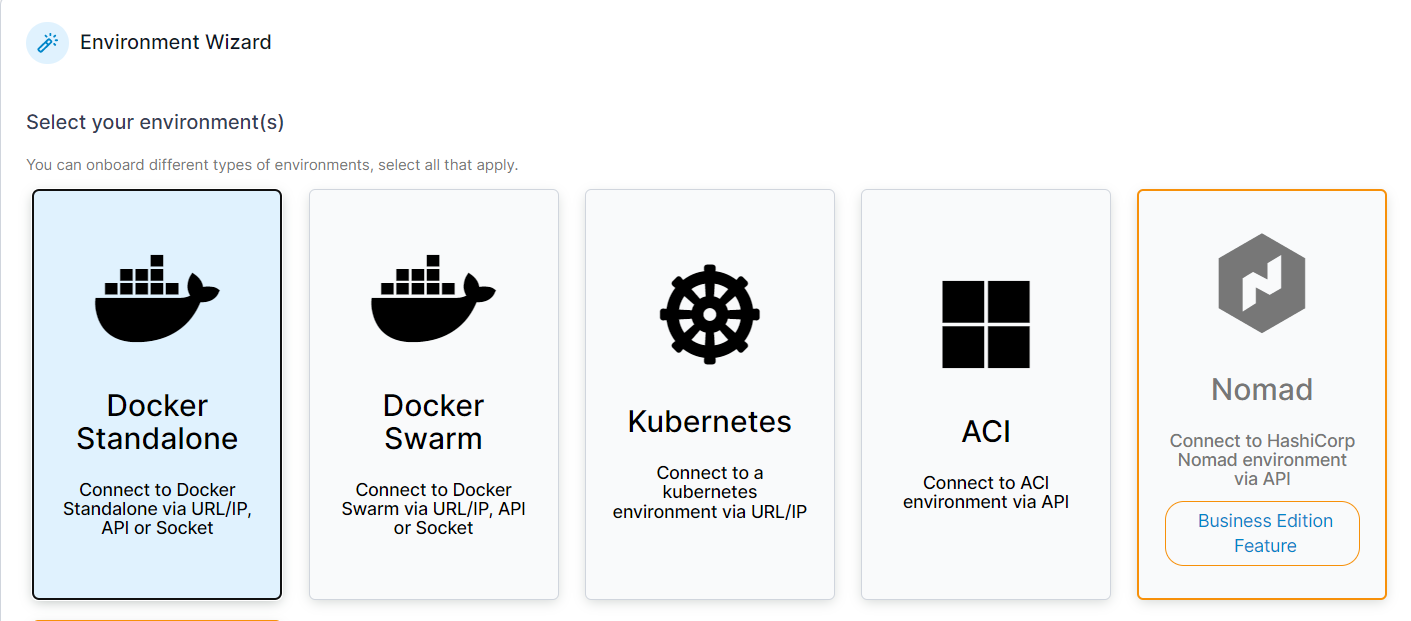 Environment Wizard
Select your environment(s)
You can onboard different types of environments, select all that apply.
Docker
Standalone
Connect to Docker
Standalone via URL/IP,
API or Socket
Docker
Swarm
Connect to Docker
Swarm via URL/IP, API
or Socket
Kubernetes
Connect to a
kubernetes
environment via URL/IP
ACI
Connect to ACI
environment via API
Nomad
Connect to HashiCorp
Nomad environment
via API
Business Edition
Feature